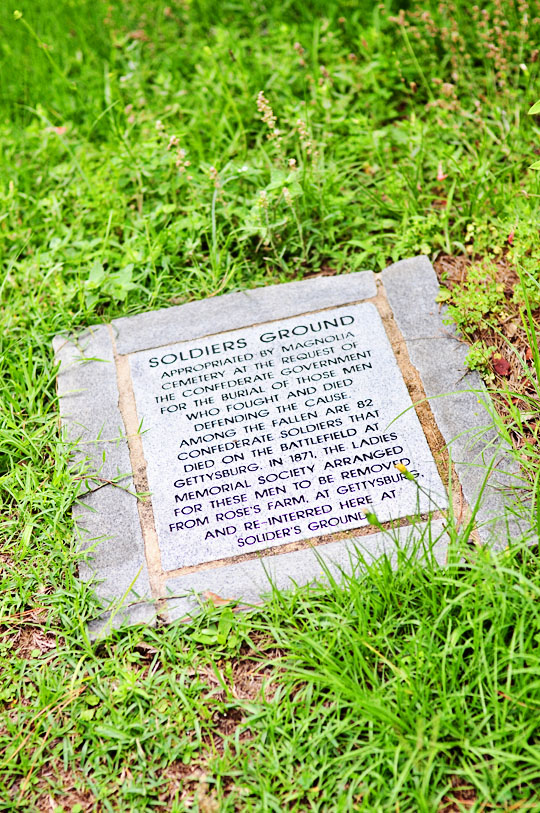 SOLDIERS GROUND
APPROPRIATED BY MAGNOLIA
CEMETERY AT THE REQUEST OF
THE CONFEDERATE GOVERNMENT
FOR THE BURIAL OF THOSE MEN
WHO FOUGHT AND DIED
DEFENDING THE CAUSE.
AMONG THE FALLEN ARE 82
CONFEDERATE SOLDIERS THAT
DIED ON THE BATTLEFIELD AT
GETTYSBURG. IN 1871, THE LADIES
MEMORIAL SOCIETY ARRANGED
FOR THESE MEN TO BE REMOVED
FROM ROSE'S FARM, AT GETTYSBURG,
AND RE-INTERRED HERE AT
SOLIDER'S GROUND.